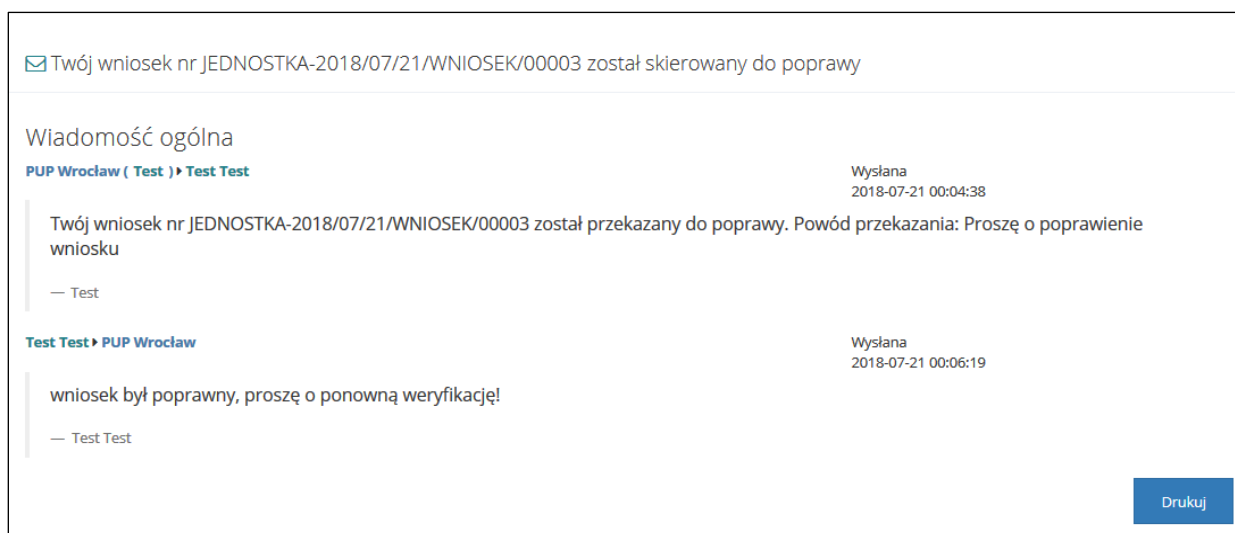 Twój wniosek nr JEDNOSTKA-2018/07/21/WNIOSEK/00003 został skierowany do poprawy
Wiadomość ogólna
PUP Wrocław ( Test ) Test Test
Wysłana
2018-07-21 00:04:38
Twój wniosek nr JEDNOSTKA-2018/07/21/WNIOSEK/00003 został przekazany do poprawy. Powód przekazania: Proszę o poprawienie
wniosku
— Test
Test Test PUP Wrocław
Wysłana
2018-07-21 00:06:19
wniosek był poprawny, proszę o ponowną weryfikację!
— Test Test
Drukuj